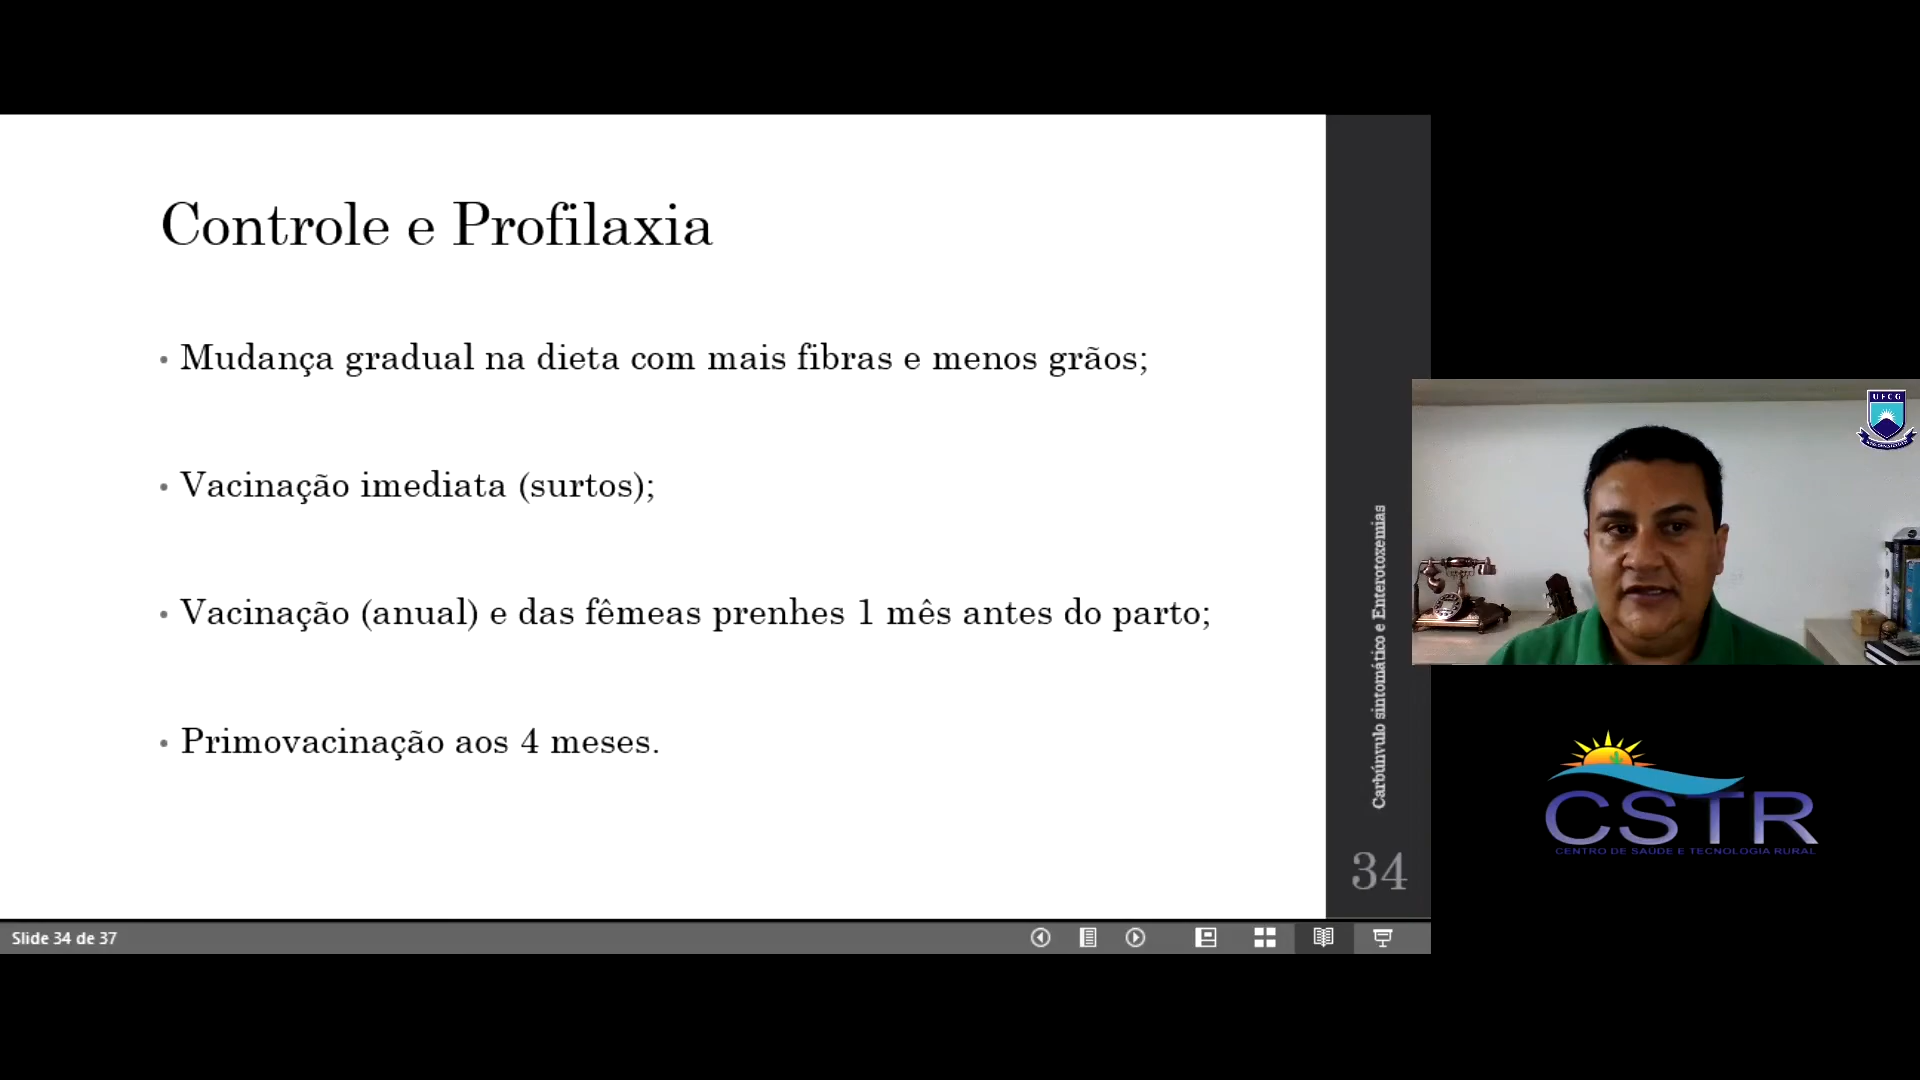 Controle e Profilaxia
• Mudança gradual na dieta com mais fibras e menos grãos;
• Vacinação imediata (surtos);
• Vacinação (anual) e das fêmeas prenhes 1 mês antes do parto;
• Primovacinação aos 4 meses.
Carbúnvulo sintomático e Enterotoxemias
34
Slide 34 de 37
UFCG
CSTR
CENTRO DE SAÚDE E TECNOLOGIA RURAL